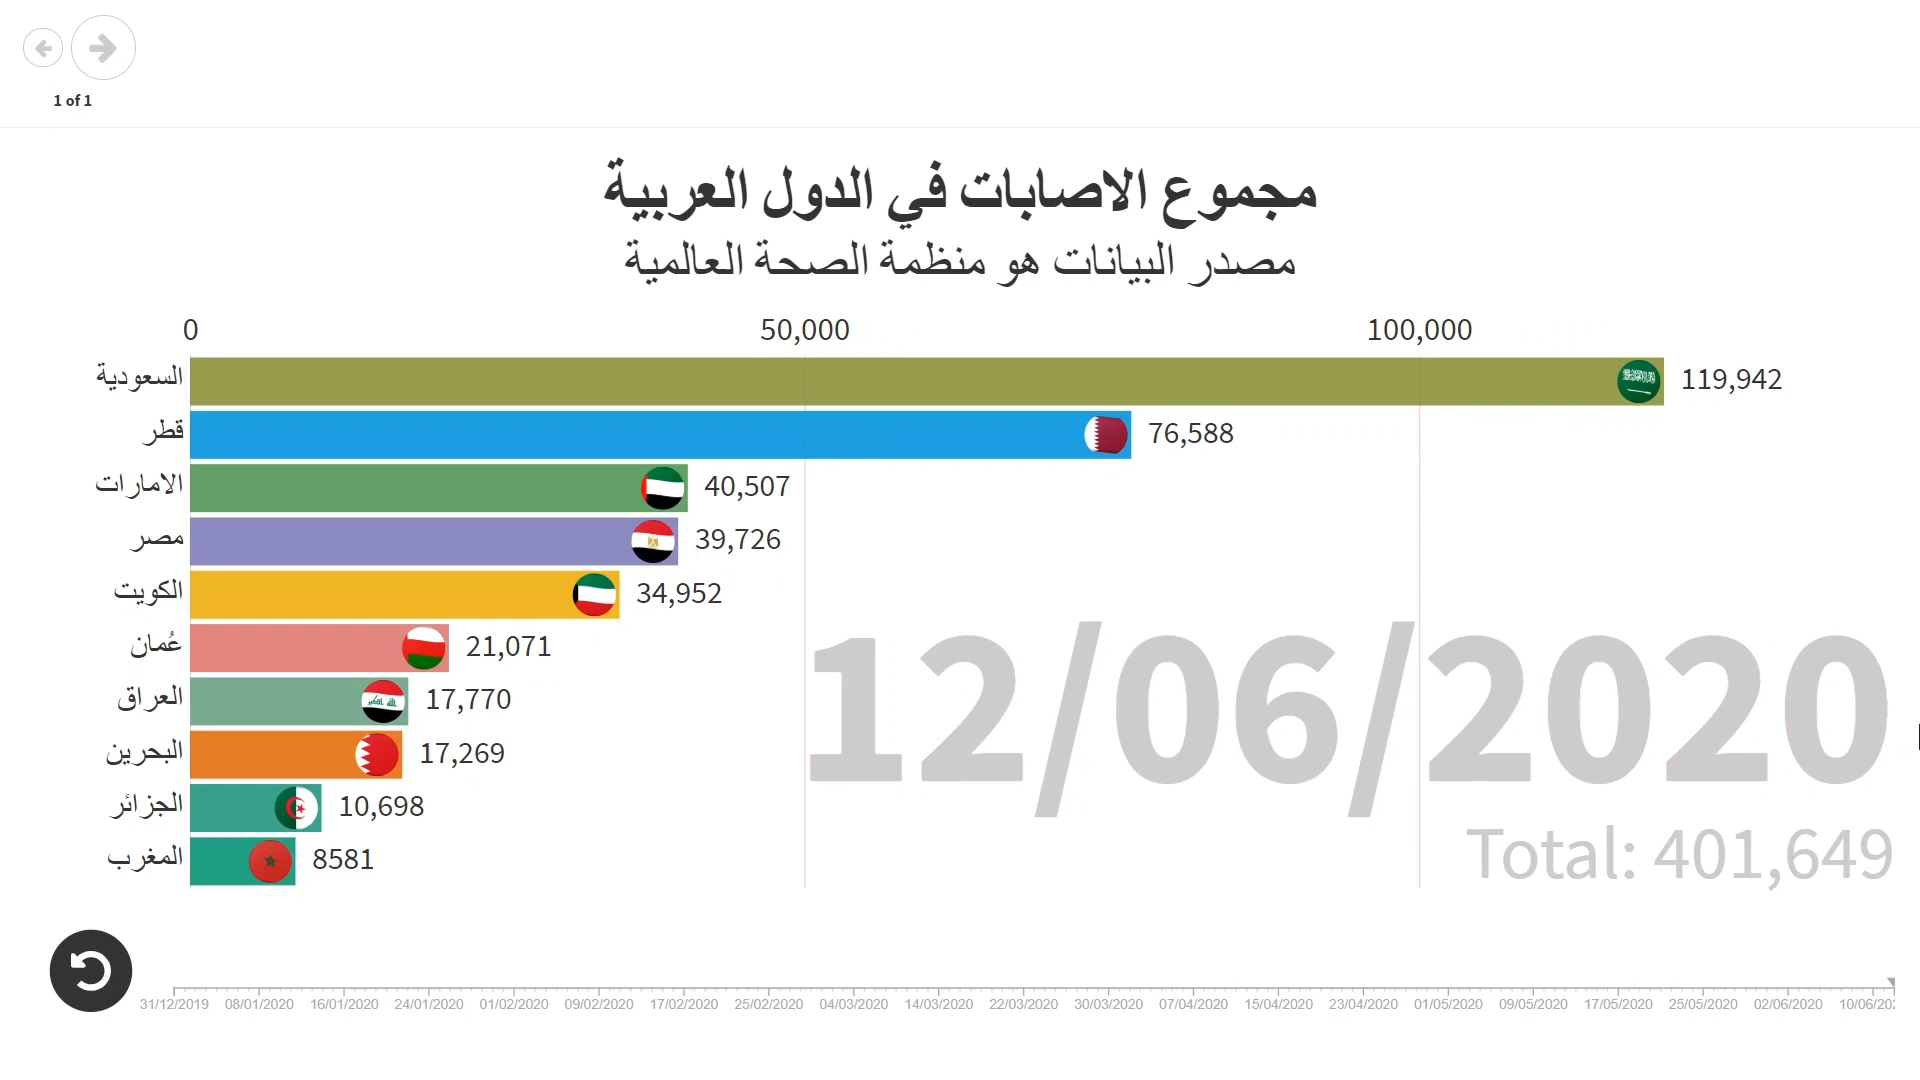 1 of 1
مجموع الاصابات في الدول العربية
مصدر البيانات هو منظمة الصحة العالمية
0 50,000 100,000
السعودية 119,942
قطر 76,588
الامارات 40,507
مصر 39,726
الكويت 34,952
عُمان 21,071
العراق 17,770
البحرين 17,269
الجزائر 10,698
المغرب 8581
12/06/2020
Total: 401,649
31/12/2019 08/01/2020 16/01/2020 24/01/2020 01/02/2020 09/02/2020 17/02/2020 25/02/2020 04/03/2020 14/03/2020 22/03/2020 30/03/2020 07/04/2020 15/04/2020 23/04/2020 01/05/2020 09/05/2020 17/05/2020 25/05/2020 02/06/2020 10/06/202